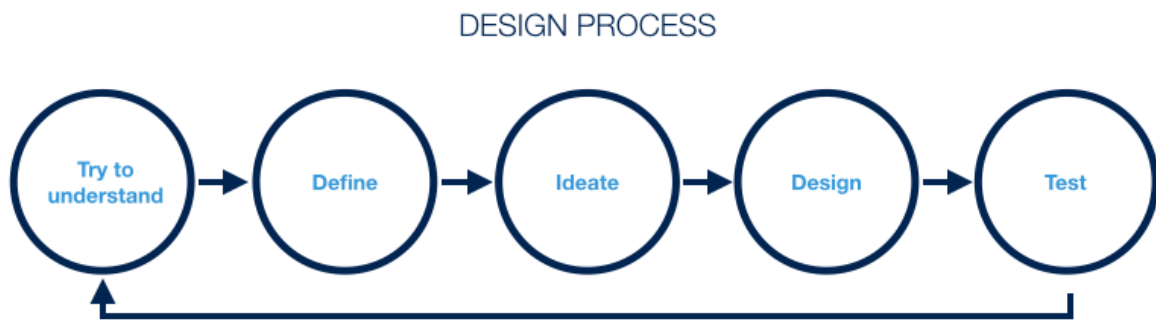 DESIGN PROCESS
Try to
understand
Define
Ideate
Design
Test